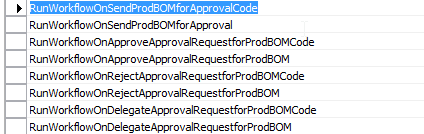 RunWorkflowOnSendProdBOMforApprovalCode
RunWorkflowOnSendProdBOMforApproval
RunWorkflowOnApproveApprovalRequestforProdBOMCode
RunWorkflowOnApproveApprovalRequestforProdBOM
RunWorkflowOnRejectApprovalRequestforProdBOMCode
RunWorkflowOnRejectApprovalRequestforProdBOM
RunWorkflowOnDelegateApprovalRequestforProdBOMCode
RunWorkflowOnDelegateApprovalRequestforProdBOM